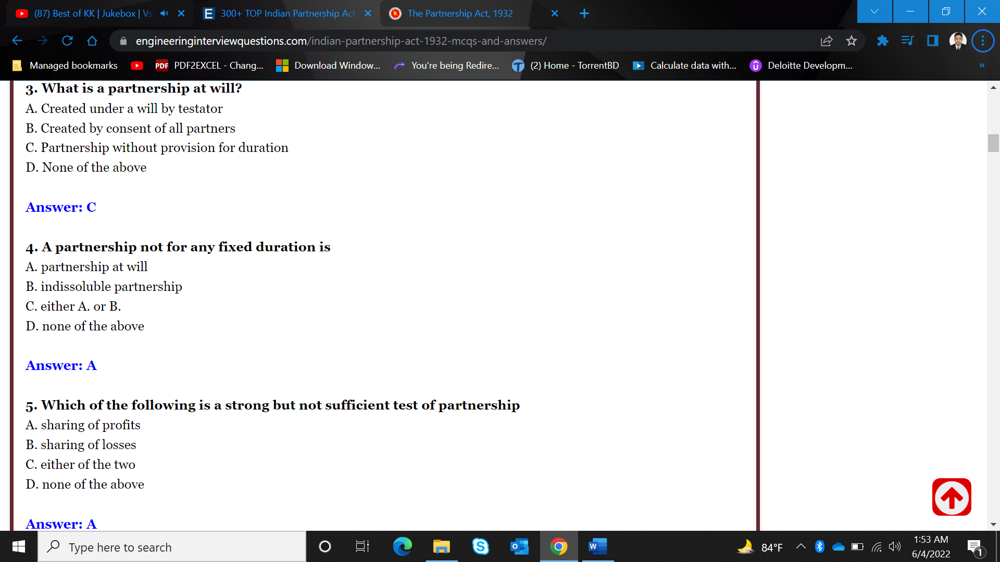 (87) Best of KK | Jukebox | Vs
300+ TOP Indian Partnership Act
The Partnership Act, 1932
engineeringinterviewquestions.com/indian-partnership-act-1932-mcqs-and-answers/
Managed bookmarks
PDF
PDF2EXCEL - Chang...
Download Window...
You're being Redire...
(2) Home - TorrentBD
Calculate data with...
Deloitte Developm...
»
3. What is a partnership at will?
A. Created under a will by testator
B. Created by consent of all partners
C. Partnership without provision for duration
D. None of the above
Answer: C
4. A partnership not for any fixed duration is
A. partnership at will
B. indissoluble partnership
C. either A. or B.
D. none of the above
Answer: A
5. Which of the following is a strong but not sufficient test of partnership
A. sharing of profits
B. sharing of losses
C. either of the two
D. none of the above
Answer: A
Type here to search
84°F
1:53 AM
6/4/2022
1